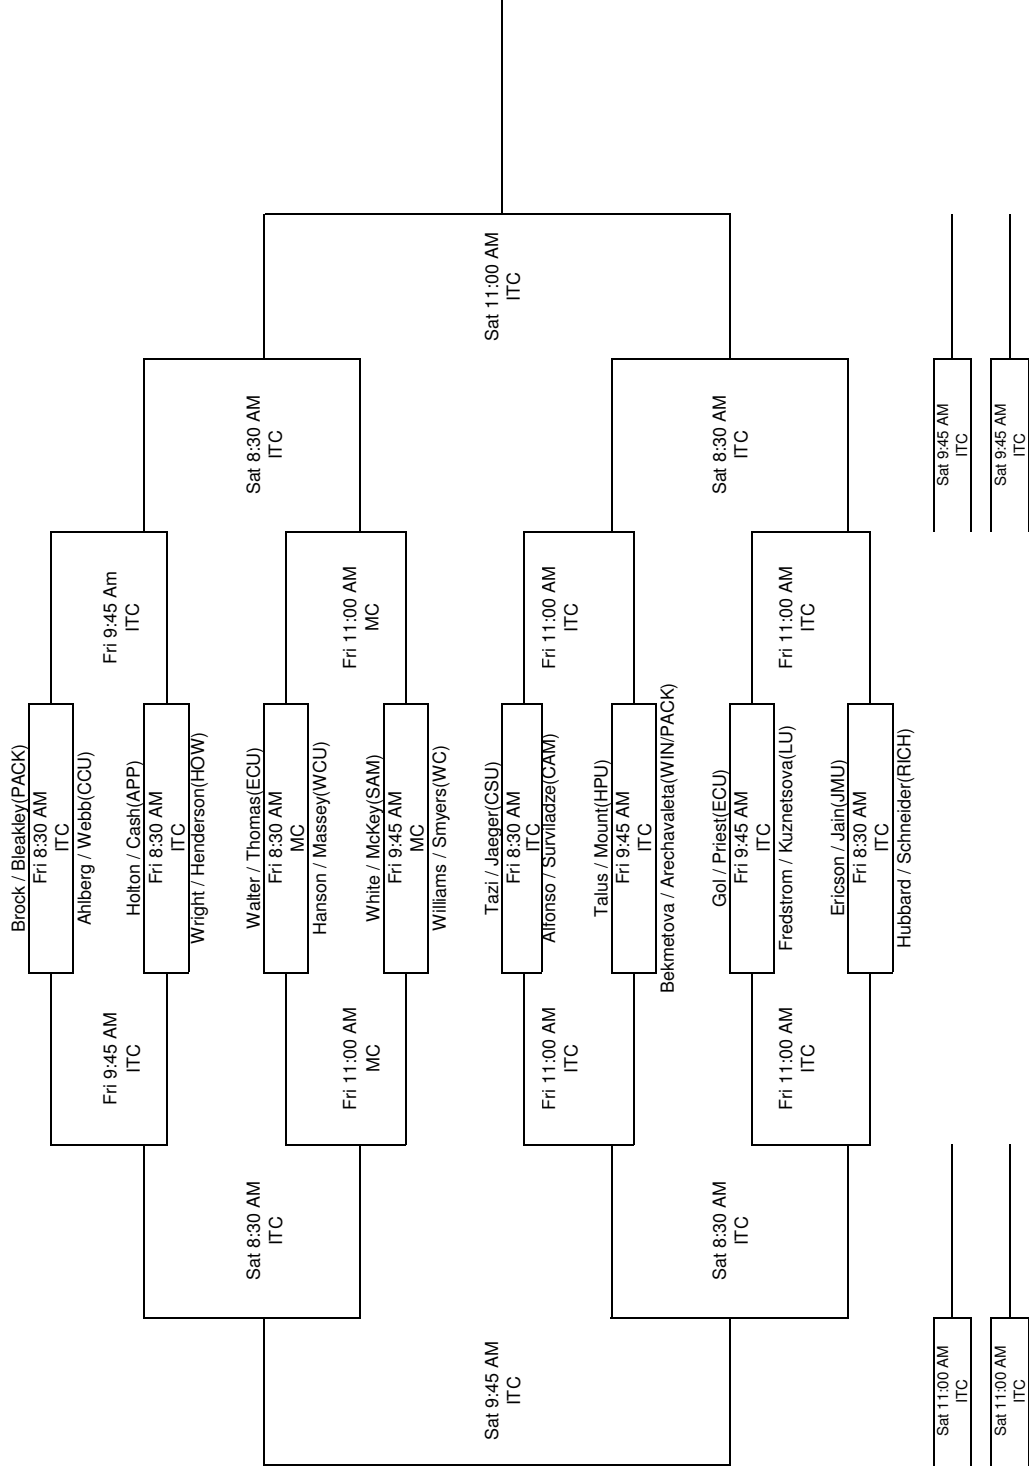 Brock / Bleakley(PACK)
Fri 8:30 AM
ITC
Ahlberg / Webb(CCU)
Holton / Cash(APP)
Fri 8:30 AM
ITC
Wright / Henderson(HOW)
Walter / Thomas(ECU)
Fri 8:30 AM
MC
Hanson / Massey(WCU)
White / McKey(SAM)
Fri 9:45 AM
MC
Williams / Smyers(WC)
Tazi / Jaeger(CSU)
Fri 8:30 AM
ITC
Alfonso / Surviladze(CAM)
Talus / Mount(HPU)
Fri 9:45 AM
ITC
Bekmetova / Arechavaleta(WIN/PACK)
Gol / Priest(ECU)
Fri 9:45 AM
ITC
Fredstrom / Kuznetsova(LU)
Ericson / Jain(JMU)
Fri 8:30 AM
ITC
Hubbard / Schneider(RICH)
Fri 9:45 Am
ITC
Fri 11:00 AM
MC
Fri 11:00 AM
ITC
Fri 11:00 AM
ITC
Sat 8:30 AM
ITC
Sat 8:30 AM
ITC
Sat 11:00 AM
ITC
Sat 9:45 AM
ITC
Sat 9:45 AM
ITC
Fri 9:45 AM
ITC
Fri 11:00 AM
MC
Fri 11:00 AM
ITC
Fri 11:00 AM
ITC
Sat 8:30 AM
ITC
Sat 8:30 AM
ITC
Sat 9:45 AM
ITC
Sat 11:00 AM
ITC
Sat 11:00 AM
ITC